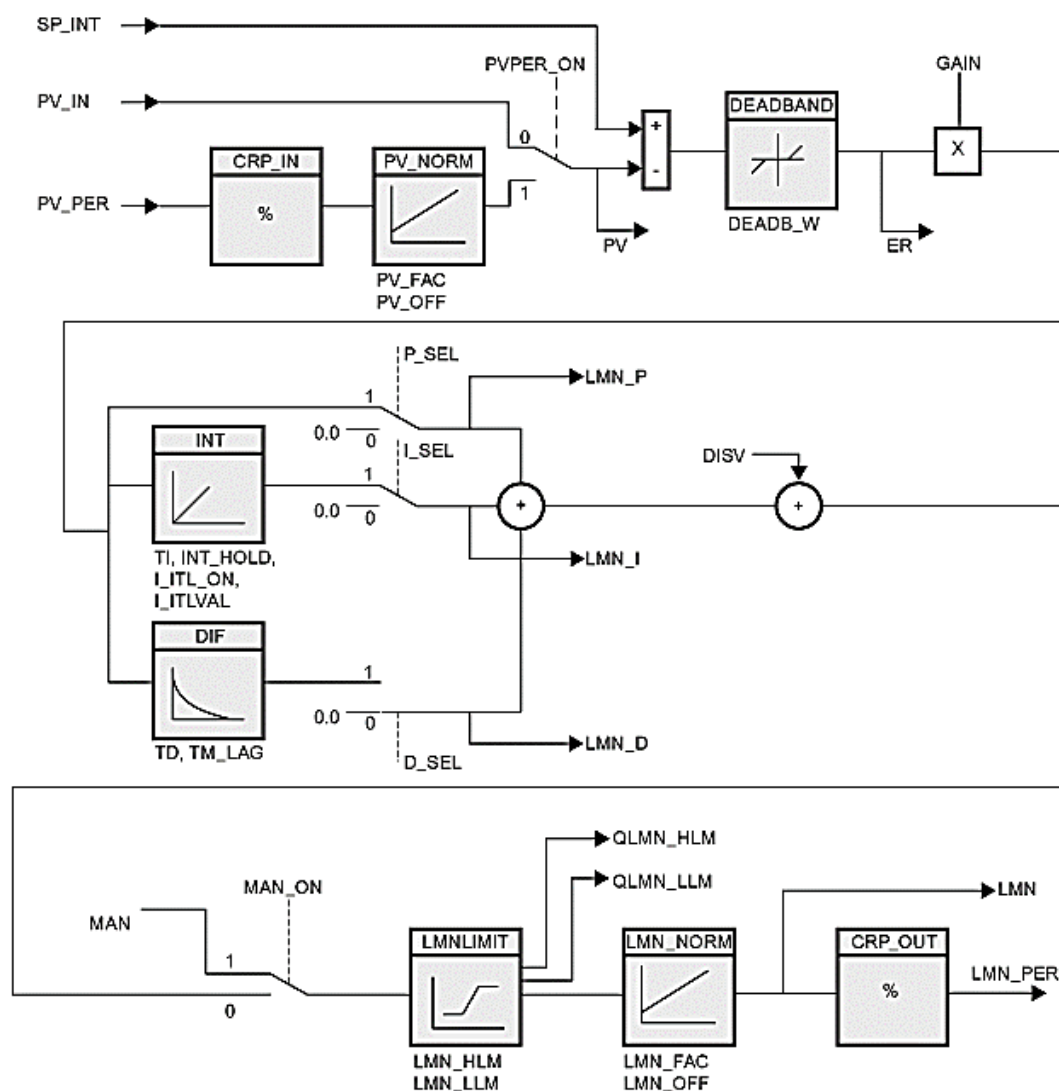 SP_INT
PVPER_ON
GAIN
PV_IN
DEADBAND
+
0
CRP_IN
PV_NORM
X
-
1
PV_PER
%
PV
DEADB_W
ER
PV_FAC
PV_OFF
P_SEL
LMN_P
1
0.0
0
INT
I_SEL
DISV
1
0.0
0
+
+
LMN_I
TI, INT_HOLD,
I_ITL_ON,
I_ITLVAL
DIF
1
0.0
0
LMN_D
TD, TM_LAG
D_SEL
QLMN_HLM
MAN_ON
QLMN_LLM
LMN
MAN
LMNLIMIT
LMN_NORM
CRP_OUT
1
LMN_PER
%
0
LMN_HLM
LMN_LLM
LMN_FAC
LMN_OFF